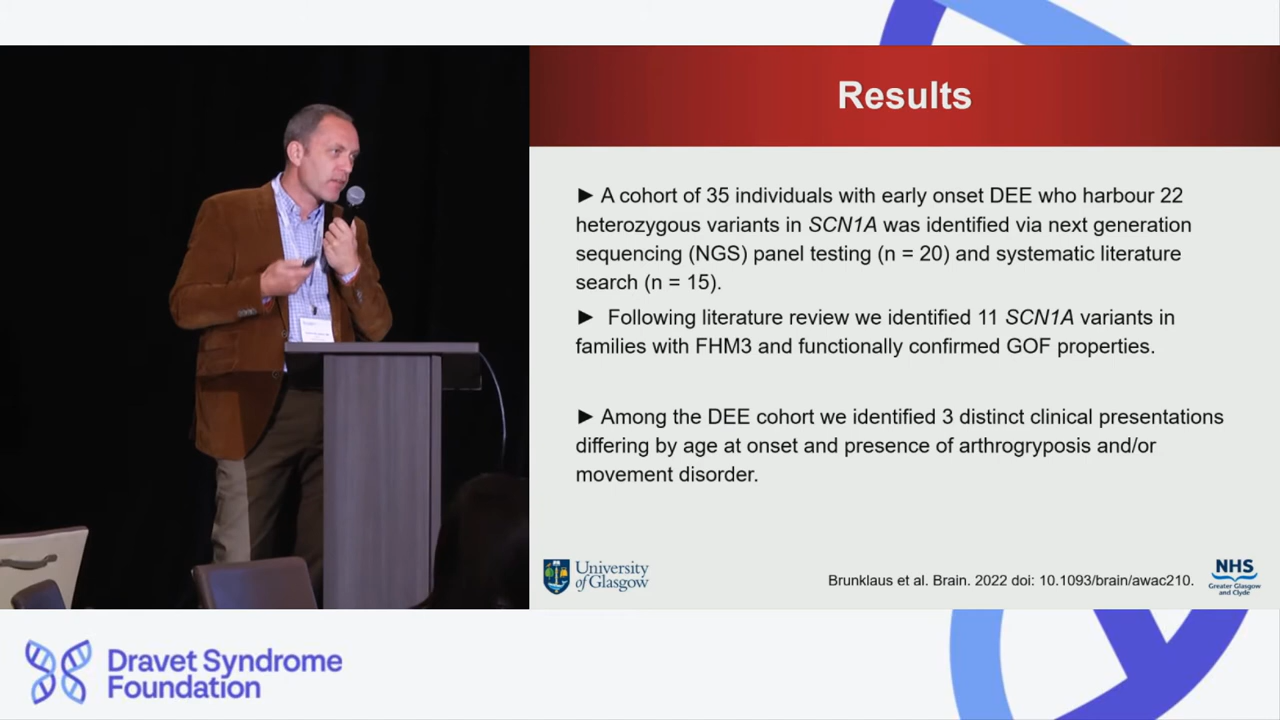 Results
► A cohort of 35 individuals with early onset DEE who harbour 22
heterozygous variants in SCN1A was identified via next generation
sequencing (NGS) panel testing (n = 20) and systematic literature
search (n = 15).
► Following literature review we identified 11 SCN1A variants in
families with FHM3 and functionally confirmed GOF properties.
► Among the DEE cohort we identified 3 distinct clinical presentations
differing by age at onset and presence of arthrogryposis and/or
movement disorder.
University
of Glasgow
Brunklaus et al. Brain. 2022 doi: 10.1093/brain/awac210.
NHS
Greater Glasgow
and Clyde
Dravet Syndrome
Foundation